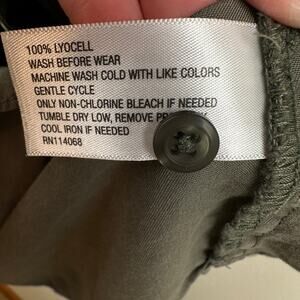 100% LYOCELL
WASH BEFORE WEAR
MACHINE WASH COLD WITH LIKE COLORS
GENTLE CYCLE
ONLY NON-CHLORINE BLEACH IF NEEDED
TUMBLE DRY LOW, REMOVE
COOL IRON IF NEEDED
RN114068